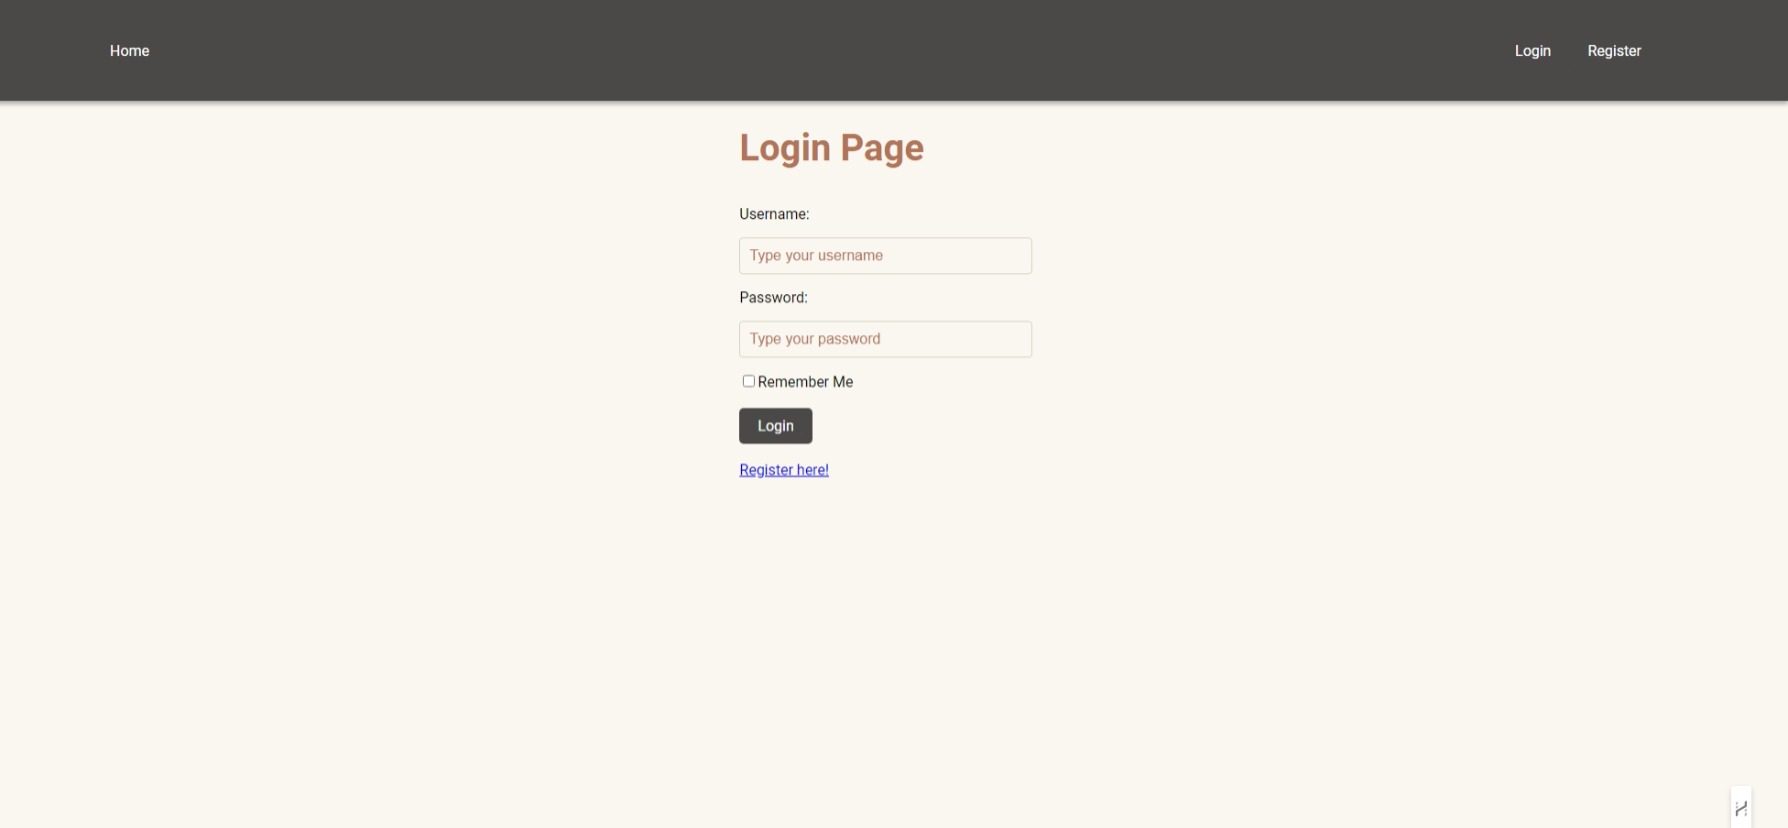 Home Login Register
Login Page
Username:
Type your username
Password:
Type your password
Remember Me
Login
Register here!